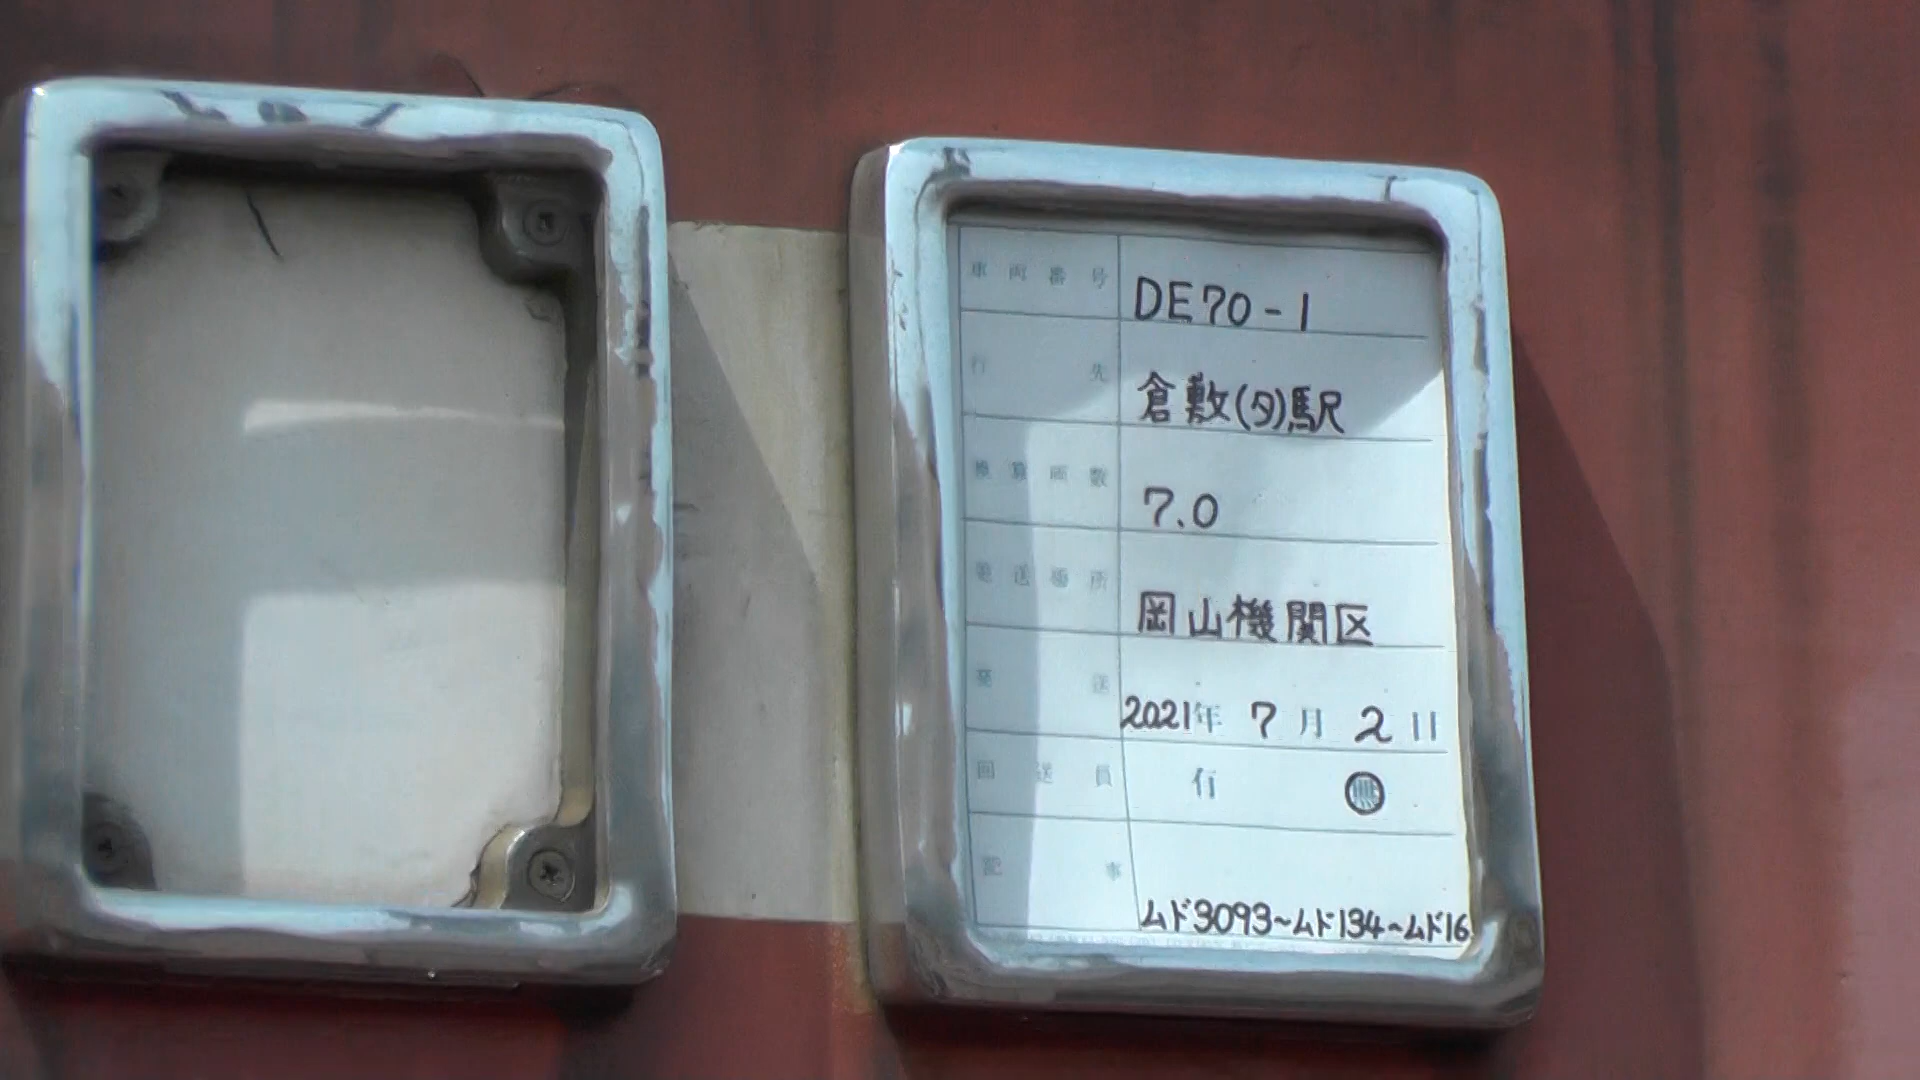 車両番号 DE70-1
行先 倉敷(タ)駅
換算両数 7.0
発送場所 岡山機関区
発送 2021年 7月 2日
回送員 有 無
記事 ムド3093~ムド134~ムド16